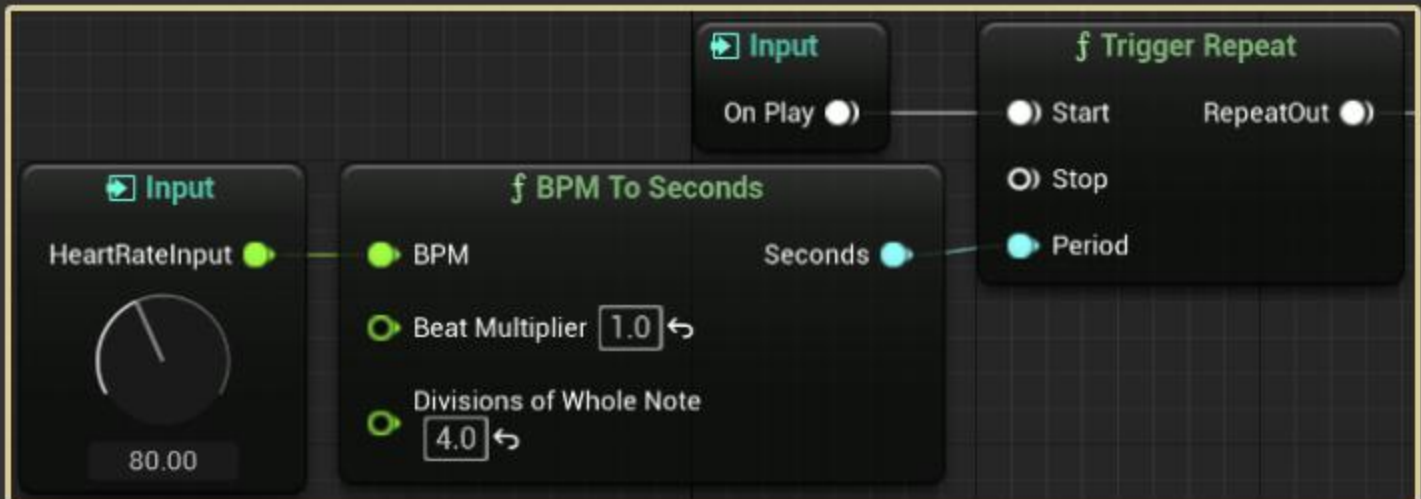 Input
On Play
Trigger Repeat
Start
RepeatOut
Stop
Period
Input
HeartRateInput
80.00
BPM To Seconds
BPM
Seconds
Beat Multiplier 1.0
Divisions of Whole Note
4.0